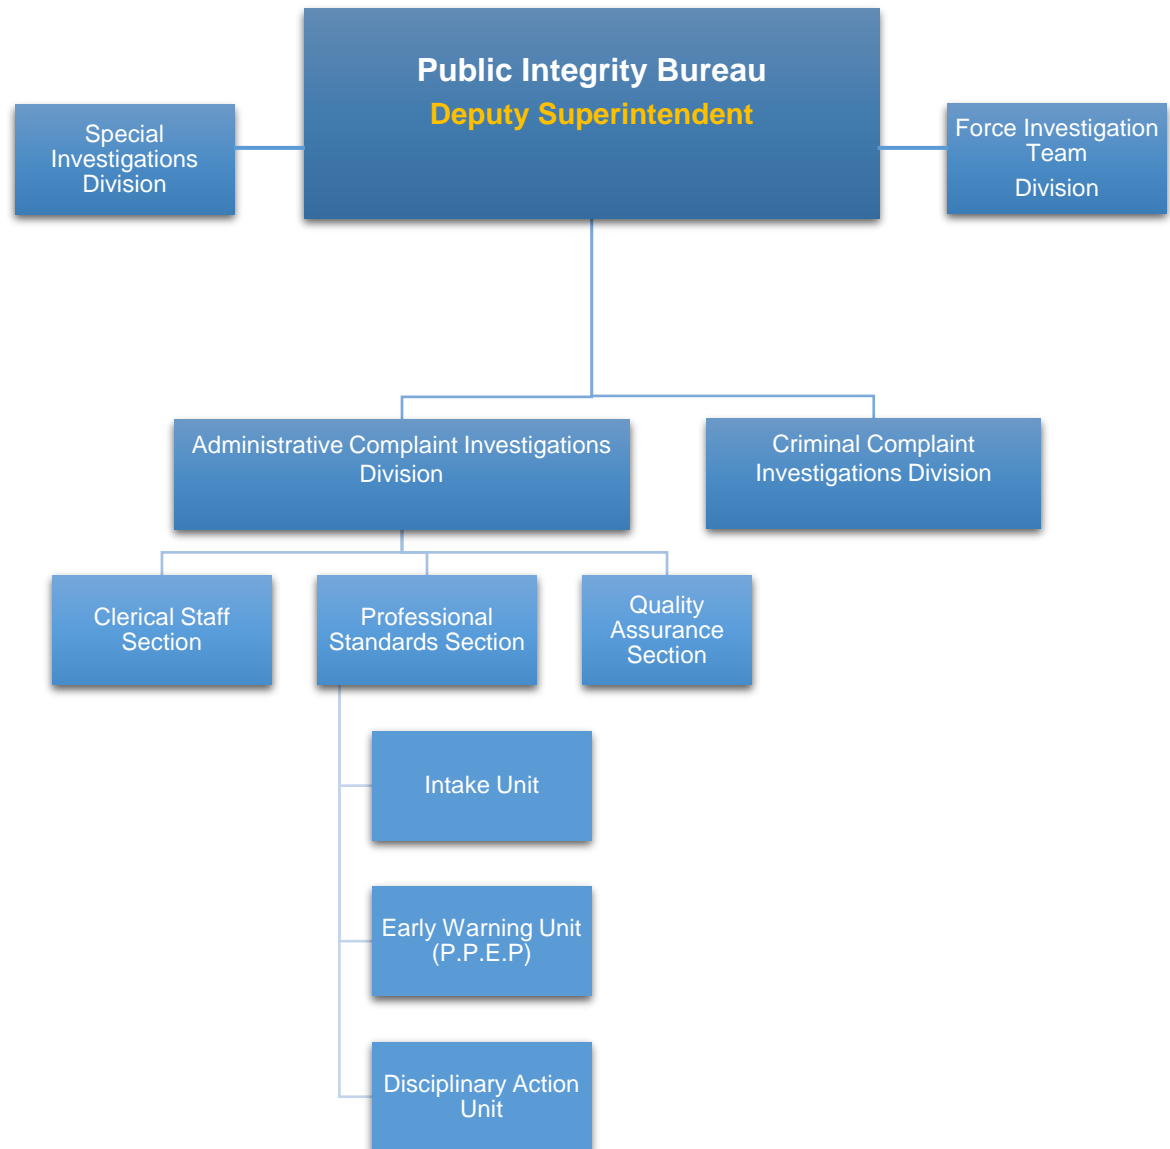 Public Integrity Bureau
Deputy Superintendent
Special
Investigations
Division
Force Investigation
Team
Division
Administrative Complaint Investigations
Division
Criminal Complaint
Investigations Division
Clerical Staff
Section
Professional
Standards Section
Quality
Assurance
Section
Intake Unit
Early Warning Unit
(P.P.E.P)
Disciplinary Action
Unit